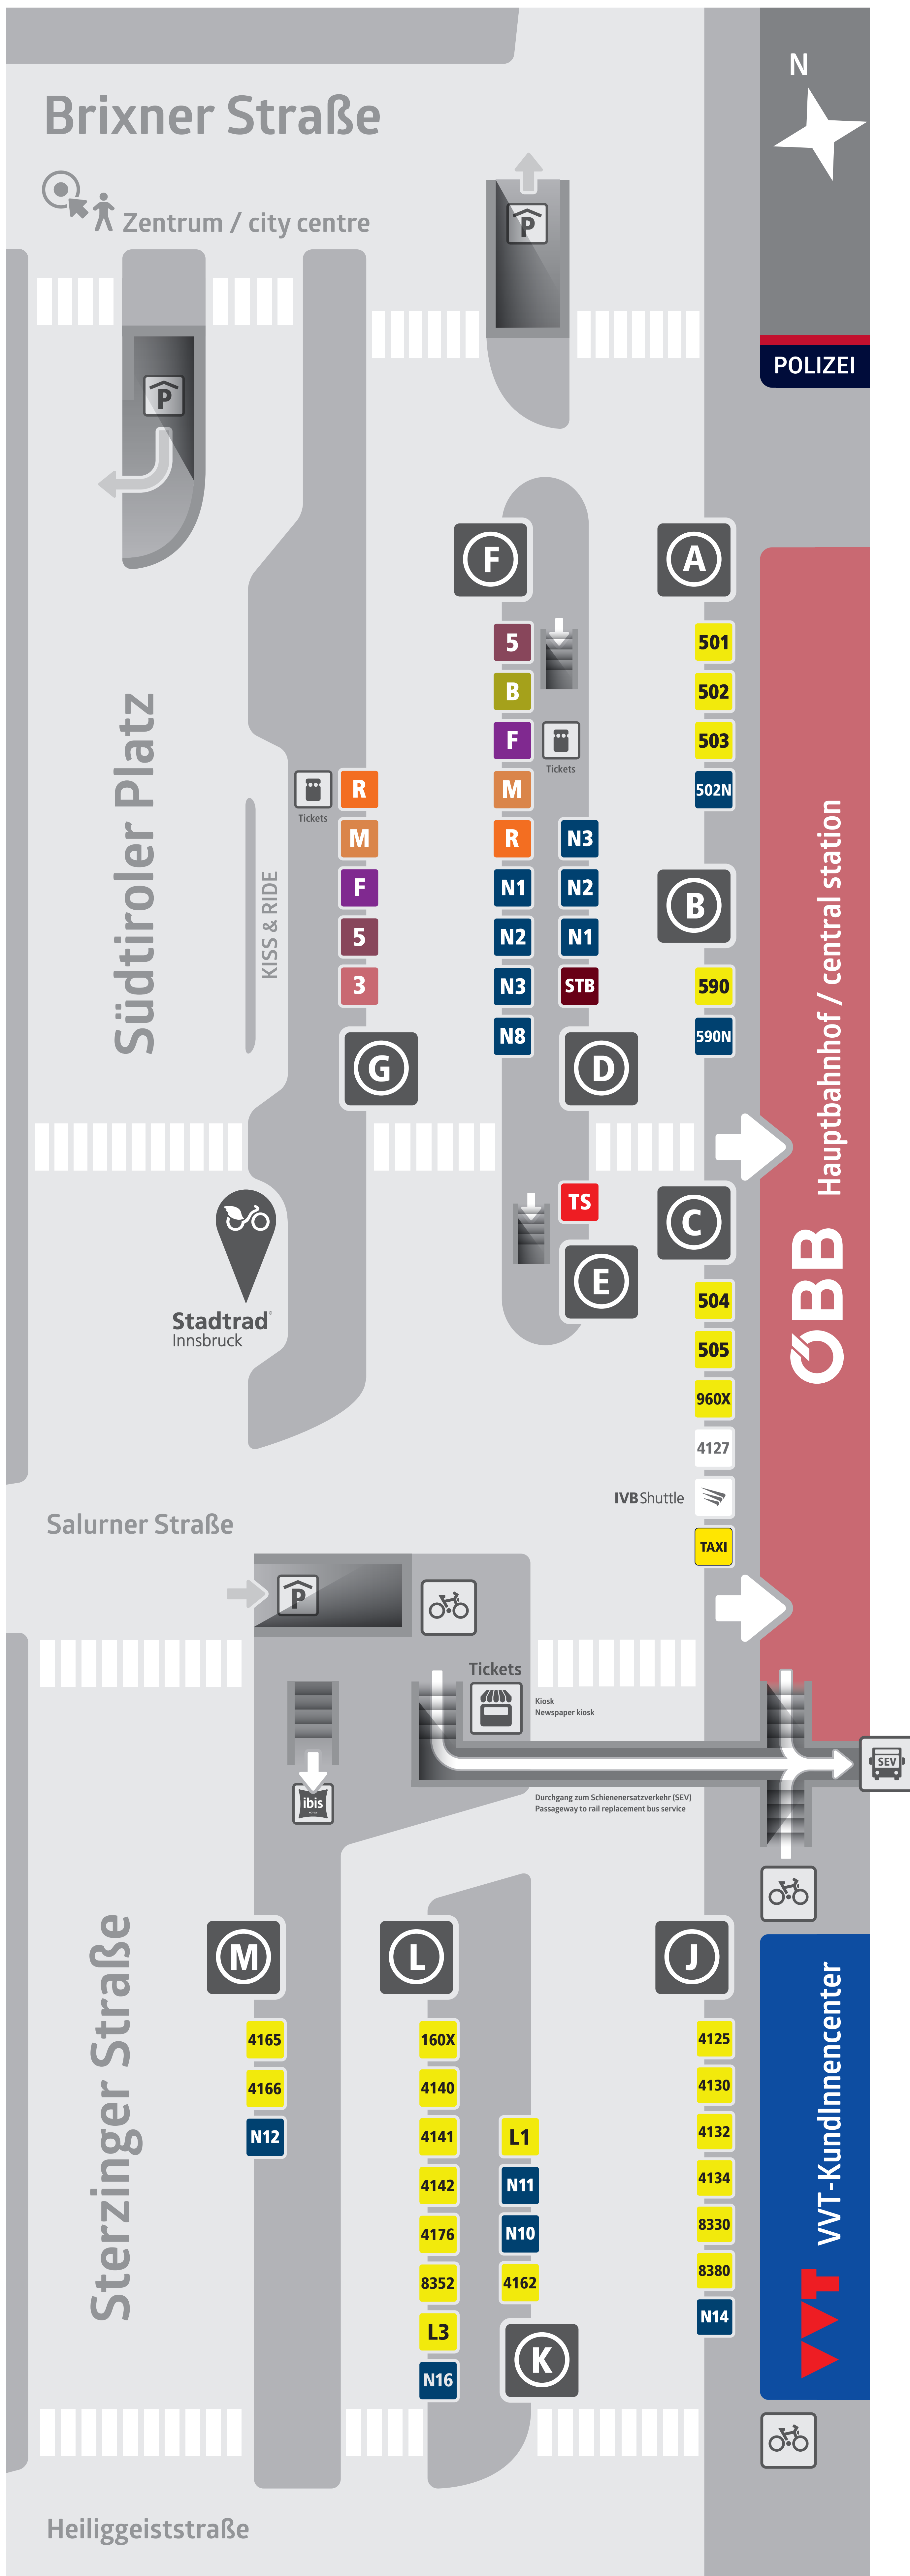 N
Brixner Straße
Zentrum / city centre
P
POLIZEI
P
F
A
5
501
B
502
F
Tickets
503
R
Tickets
M
502N
M
R
N3
F
N1
N2
B
5
N2
N1
3
N3
STB
590
N8
590N
G
D
KISS & RIDE
Südtiroler Platz
Hauptbahnhof / central station
ÖBB
TS
C
E
Stadtrad®
Innsbruck
504
505
960X
4127
IVBShuttle
TAXI
Salurner Straße
P
Tickets
Kiosk
Newspaper kiosk
SEV
ibis
Durchgang zum Schienenersatzverkehr (SEV)
Passageway to rail replacement bus service
M
L
J
4165
160X
4125
4166
4140
4130
N12
4141
L1
4132
4142
N11
4134
4176
N10
8330
8352
4162
8380
L3
N14
N16
K
Sterzinger Straße
VVT-KundInnencenter
VVT
Heiliggeiststraße